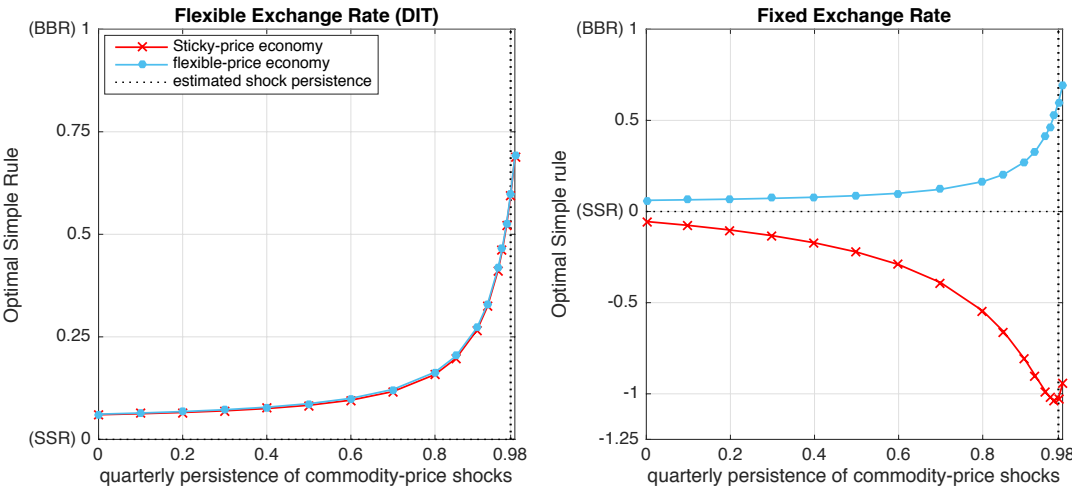 Flexible Exchange Rate (DIT)
(BBR) 1
0.75
0.5
0.25
(SSR) 0
Optimal Simple Rule
Sticky-price economy
flexible-price economy
estimated shock persistence
0 0.2 0.4 0.6 0.8 0.98
quarterly persistence of commodity-price shocks
Fixed Exchange Rate
(BBR) 1
0.5
(SSR) 0
-0.5
-1
-1.25
Optimal Simple rule
0 0.2 0.4 0.6 0.8 0.98
quarterly persistence of commodity-price shocks